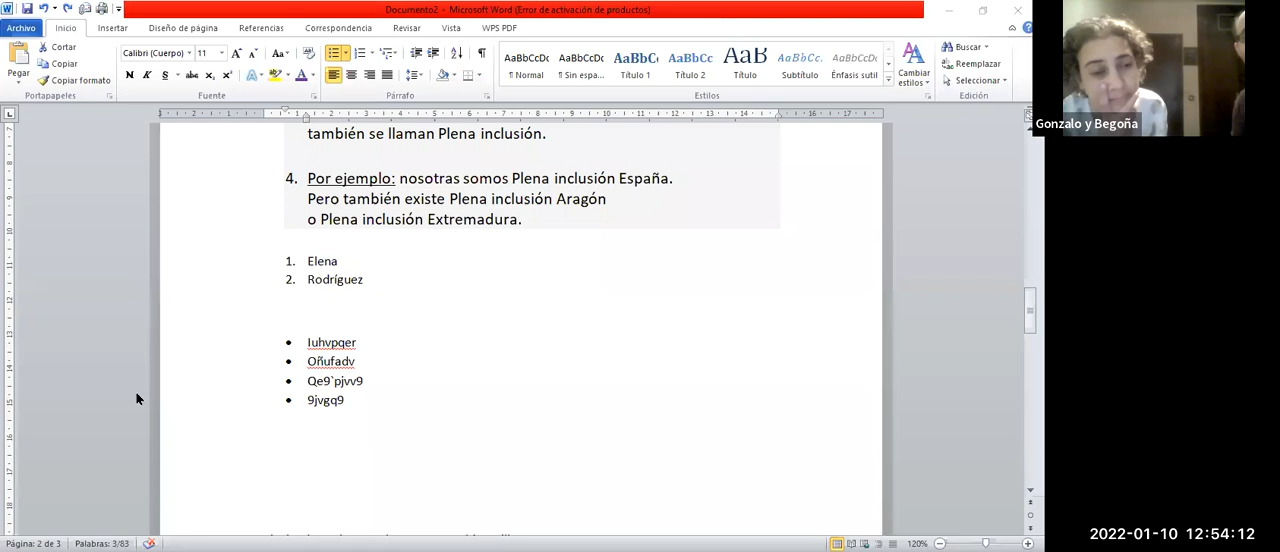 Documento2 - Microsoft Word (Error de activación de productos)
Archivo Inicio Insertar Diseño de página Referencias Correspondencia Revisar Vista WPS PDF
Cortar
Copiar
Copiar formato
Pegar
Portapapeles
Calibri (Cuerpo) 11
Fuente
Párrafo
AaBbCcDc AaBbCcDc AaBbC AaBbCc AaB AaBbCc. AaBbCcDc
¶ Normal ¶ Sin espa... Título 1 Título 2 Título Subtítulo Énfasis sutil
Cambiar estilos
Estilos
Buscar
Reemplazar
Seleccionar
Edición
Gonzalo y Begoña
también se llaman Plena inclusión.
4. Por ejemplo: nosotras somos Plena inclusión España.
Pero también existe Plena inclusión Aragón
o Plena inclusión Extremadura.
1. Elena
2. Rodríguez
• Iuhvpqer
• Oñufadv
• Qe9`pjvv9
• 9jvgq9
Página: 2 de 3 Palabras: 3/83 120%
2022-01-10 12:54:12